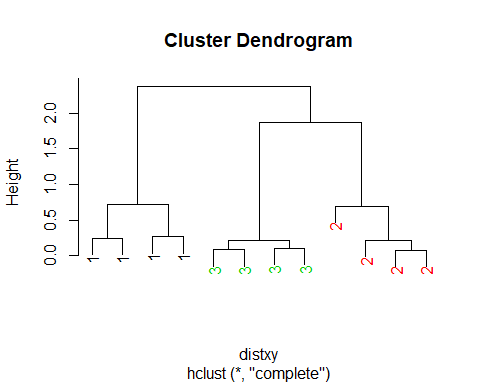 Cluster Dendrogram
Height
0.0 0.5 1.0 1.5 2.0
1 1 1 1 3 3 3 3 2 2 2 2
distxy
hclust (*, "complete")